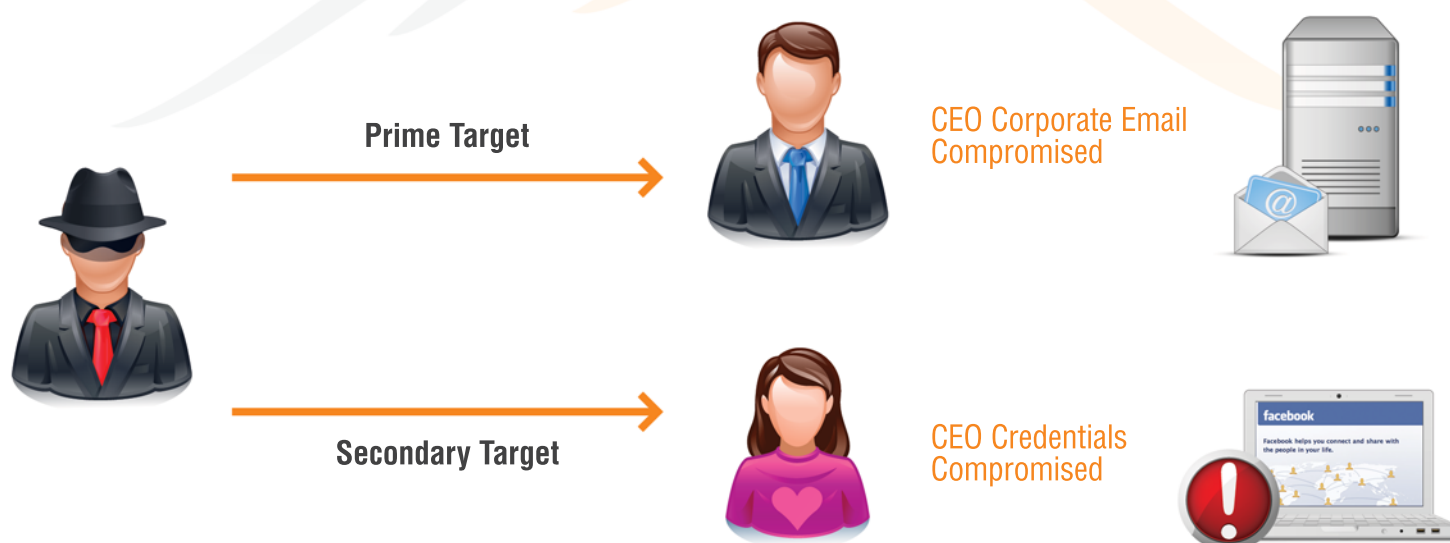 Prime Target
CEO Corporate Email
Compromised
@
Secondary Target
CEO Credentials
Compromised
facebook
Facebook helps you connect and share with
the people in your life.
!